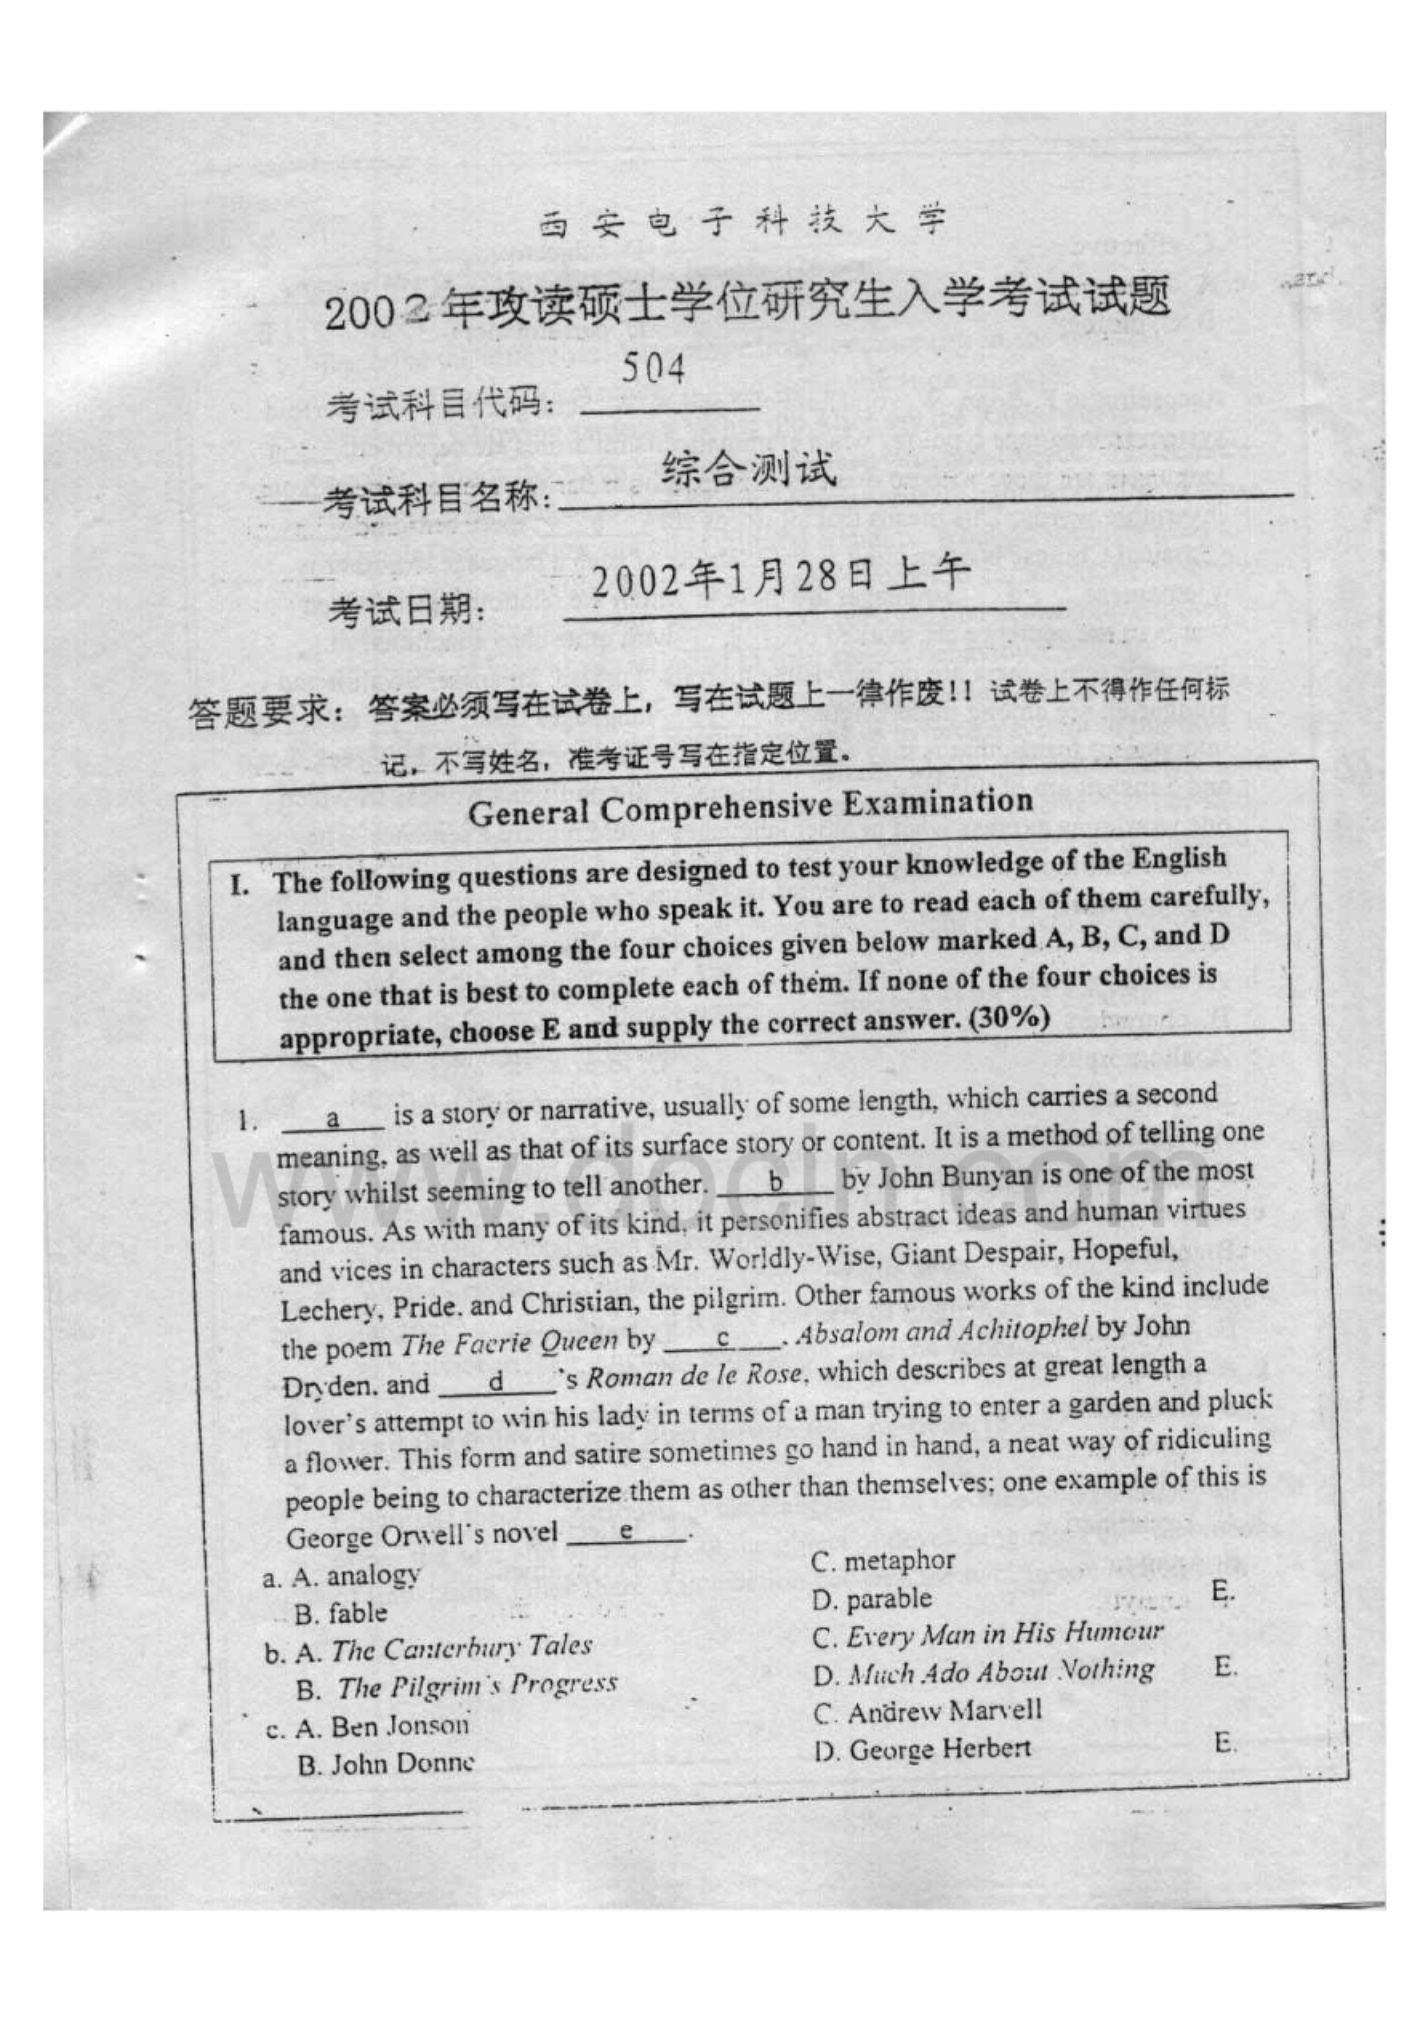 西安电子科技大学
2002年攻读硕士学位研究生入学考试试题
考试科目代码: 504
考试科目名称: 综合测试
考试日期: 2002年1月28日上午
答题要求: 答案必须写在试卷上, 写在试题上一律作废!! 试卷上不得作任何标
记, 不写姓名, 准考证号写在指定位置。
General Comprehensive Examination
I. The following questions are designed to test your knowledge of the English
language and the people who speak it. You are to read each of them carefully,
and then select among the four choices given below marked A, B, C, and D
the one that is best to complete each of them. If none of the four choices is
appropriate, choose E and supply the correct answer. (30%)
1. ___a___ is a story or narrative, usually of some length, which carries a second
meaning, as well as that of its surface story or content. It is a method of telling one
story whilst seeming to tell another. ___b___ by John Bunyan is one of the most
famous. As with many of its kind, it personifies abstract ideas and human virtues
and vices in characters such as Mr. Worldly-Wise, Giant Despair, Hopeful,
Lechery, Pride. and Christian, the pilgrim. Other famous works of the kind include
the poem The Faerie Queen by ___c___. Absalom and Achitophel by John
Dryden. and ___d___'s Roman de le Rose, which describes at great length a
lover's attempt to win his lady in terms of a man trying to enter a garden and pluck
a flower. This form and satire sometimes go hand in hand, a neat way of ridiculing
people being to characterize them as other than themselves; one example of this is
George Orwell's novel ___e___.
a. A. analogy C. metaphor
B. fable D. parable E.
b. A. The Canterbury Tales C. Every Man in His Humour
B. The Pilgrim's Progress D. Much Ado About Nothing E.
c. A. Ben Jonson C. Andrew Marvell
B. John Donne D. George Herbert E.
www.docin.com